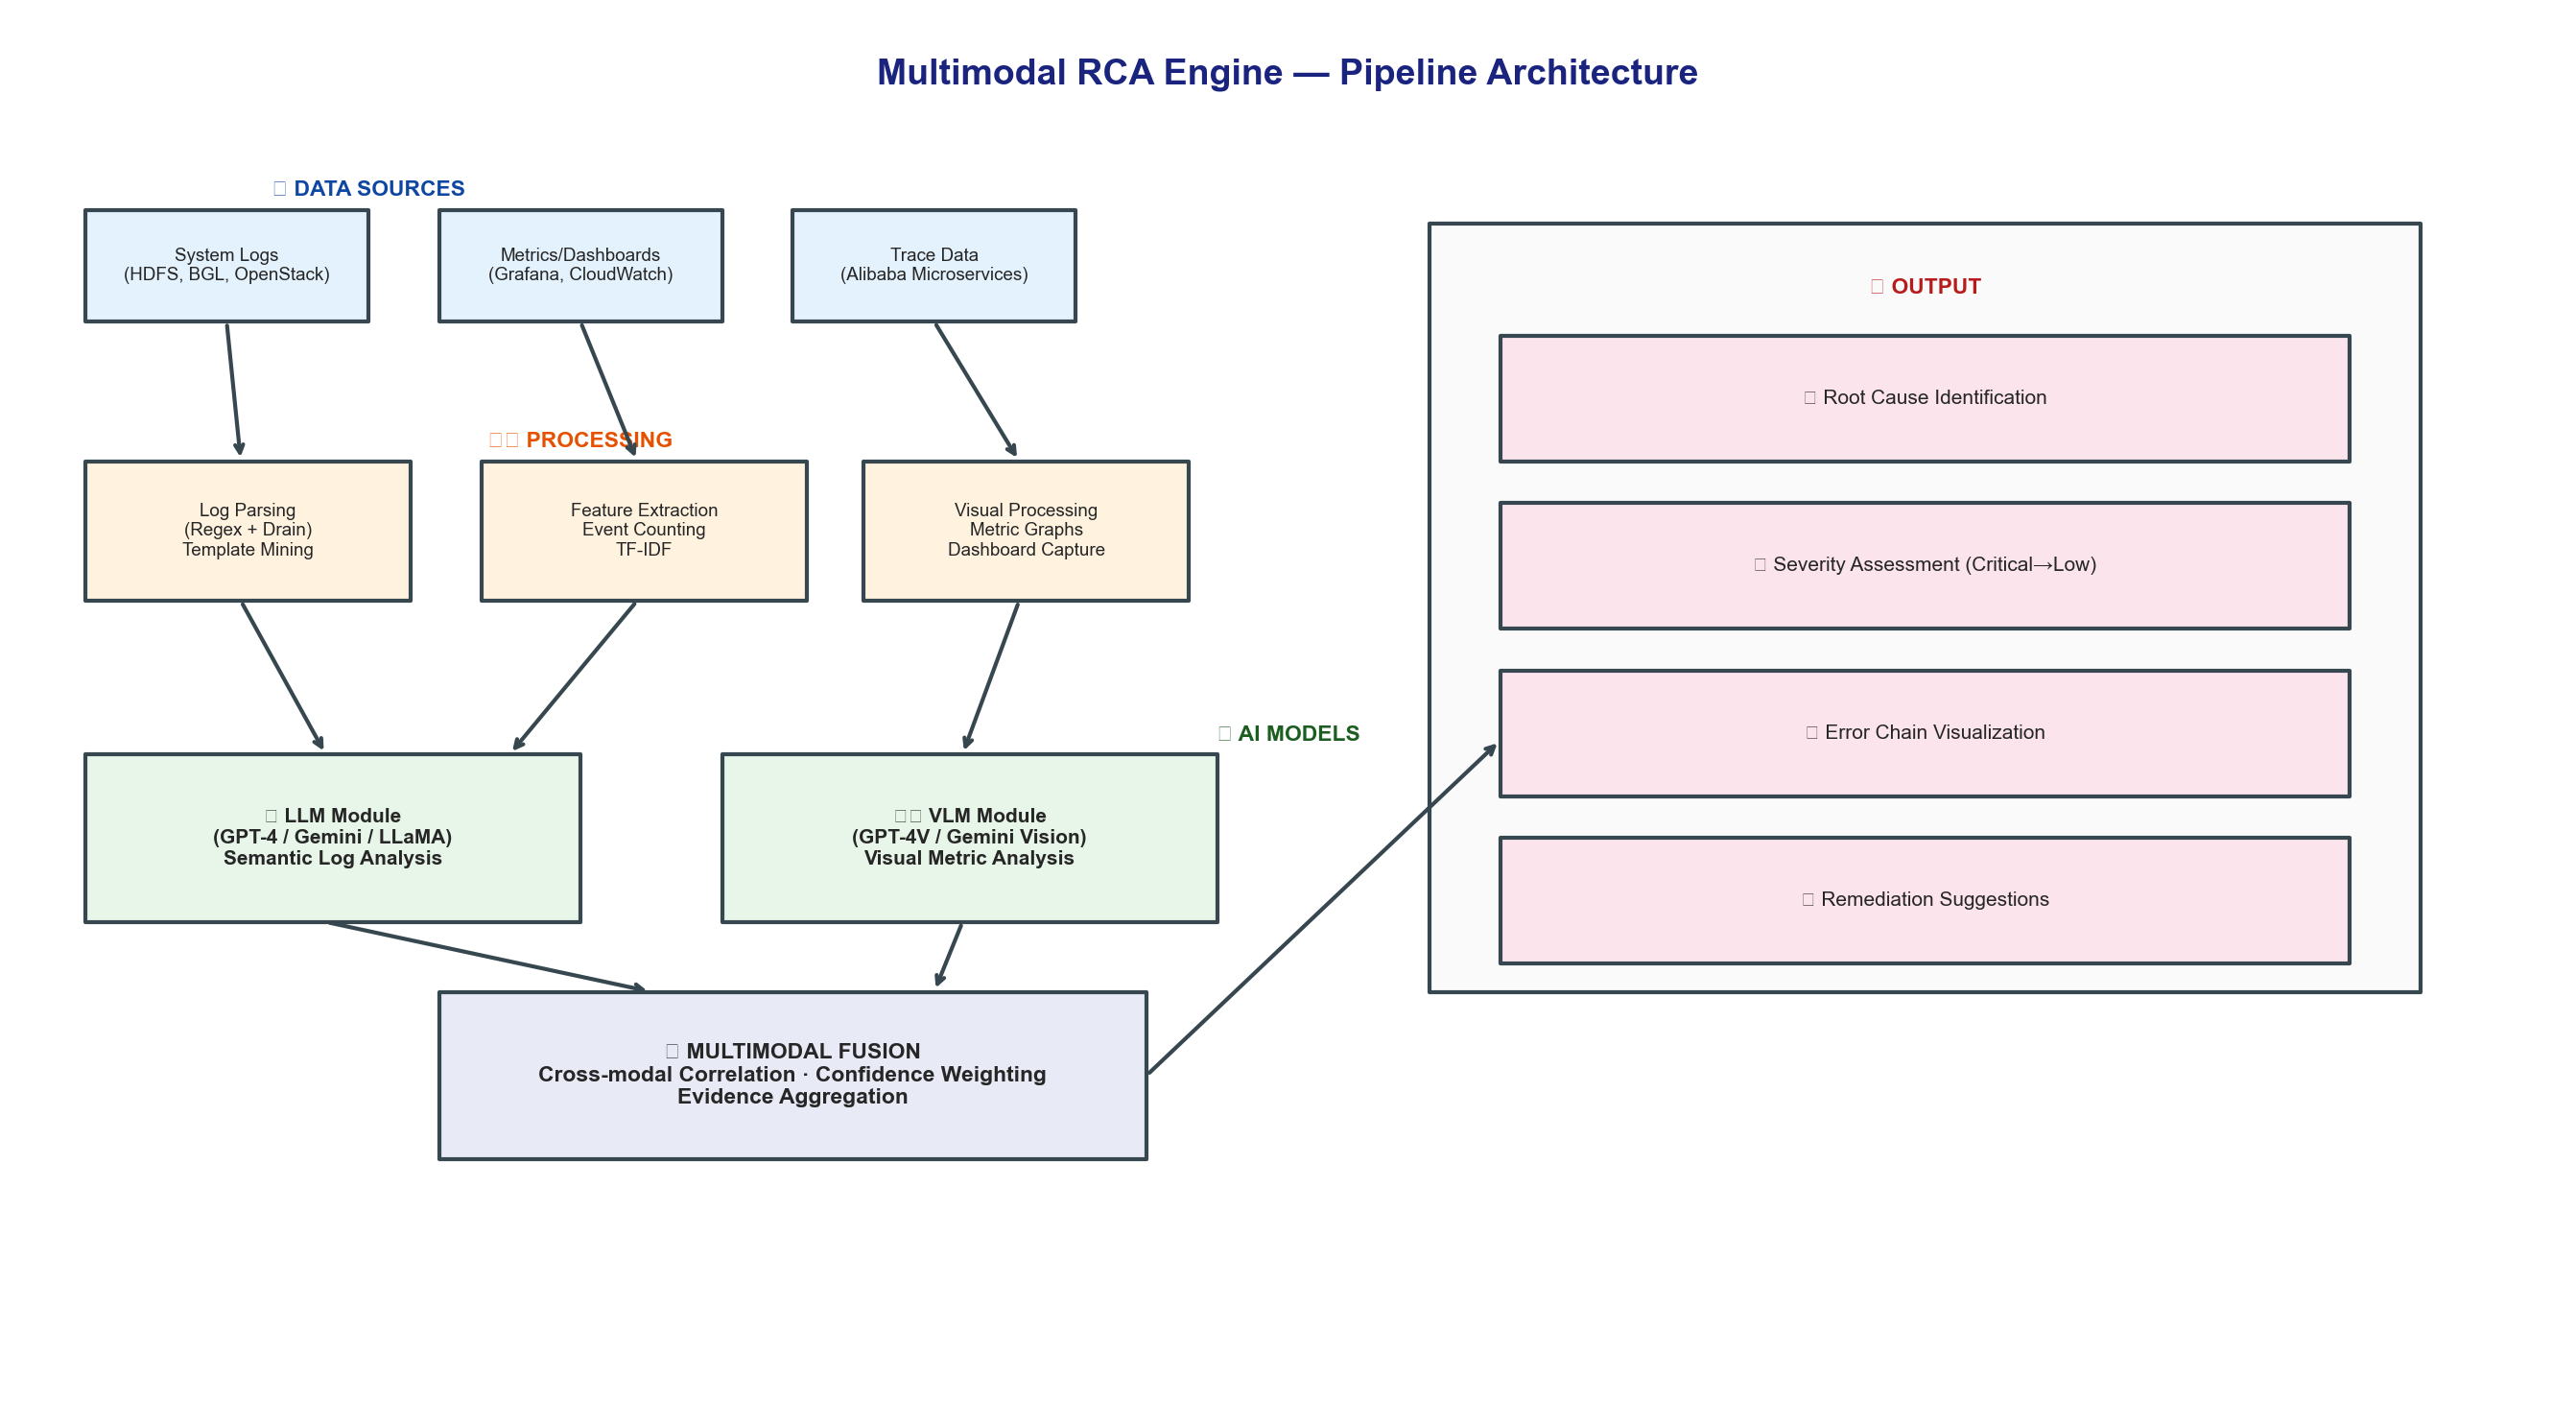 Multimodal RCA Engine — Pipeline Architecture
DATA SOURCES
System Logs
(HDFS, BGL, OpenStack)
Metrics/Dashboards
(Grafana, CloudWatch)
Trace Data
(Alibaba Microservices)
PROCESSING
Log Parsing
(Regex + Drain)
Template Mining
Feature Extraction
Event Counting
TF-IDF
Visual Processing
Metric Graphs
Dashboard Capture
AI MODELS
LLM Module
(GPT-4 / Gemini / LLaMA)
Semantic Log Analysis
VLM Module
(GPT-4V / Gemini Vision)
Visual Metric Analysis
MULTIMODAL FUSION
Cross-modal Correlation · Confidence Weighting
Evidence Aggregation
OUTPUT
Root Cause Identification
Severity Assessment (Critical→Low)
Error Chain Visualization
Remediation Suggestions